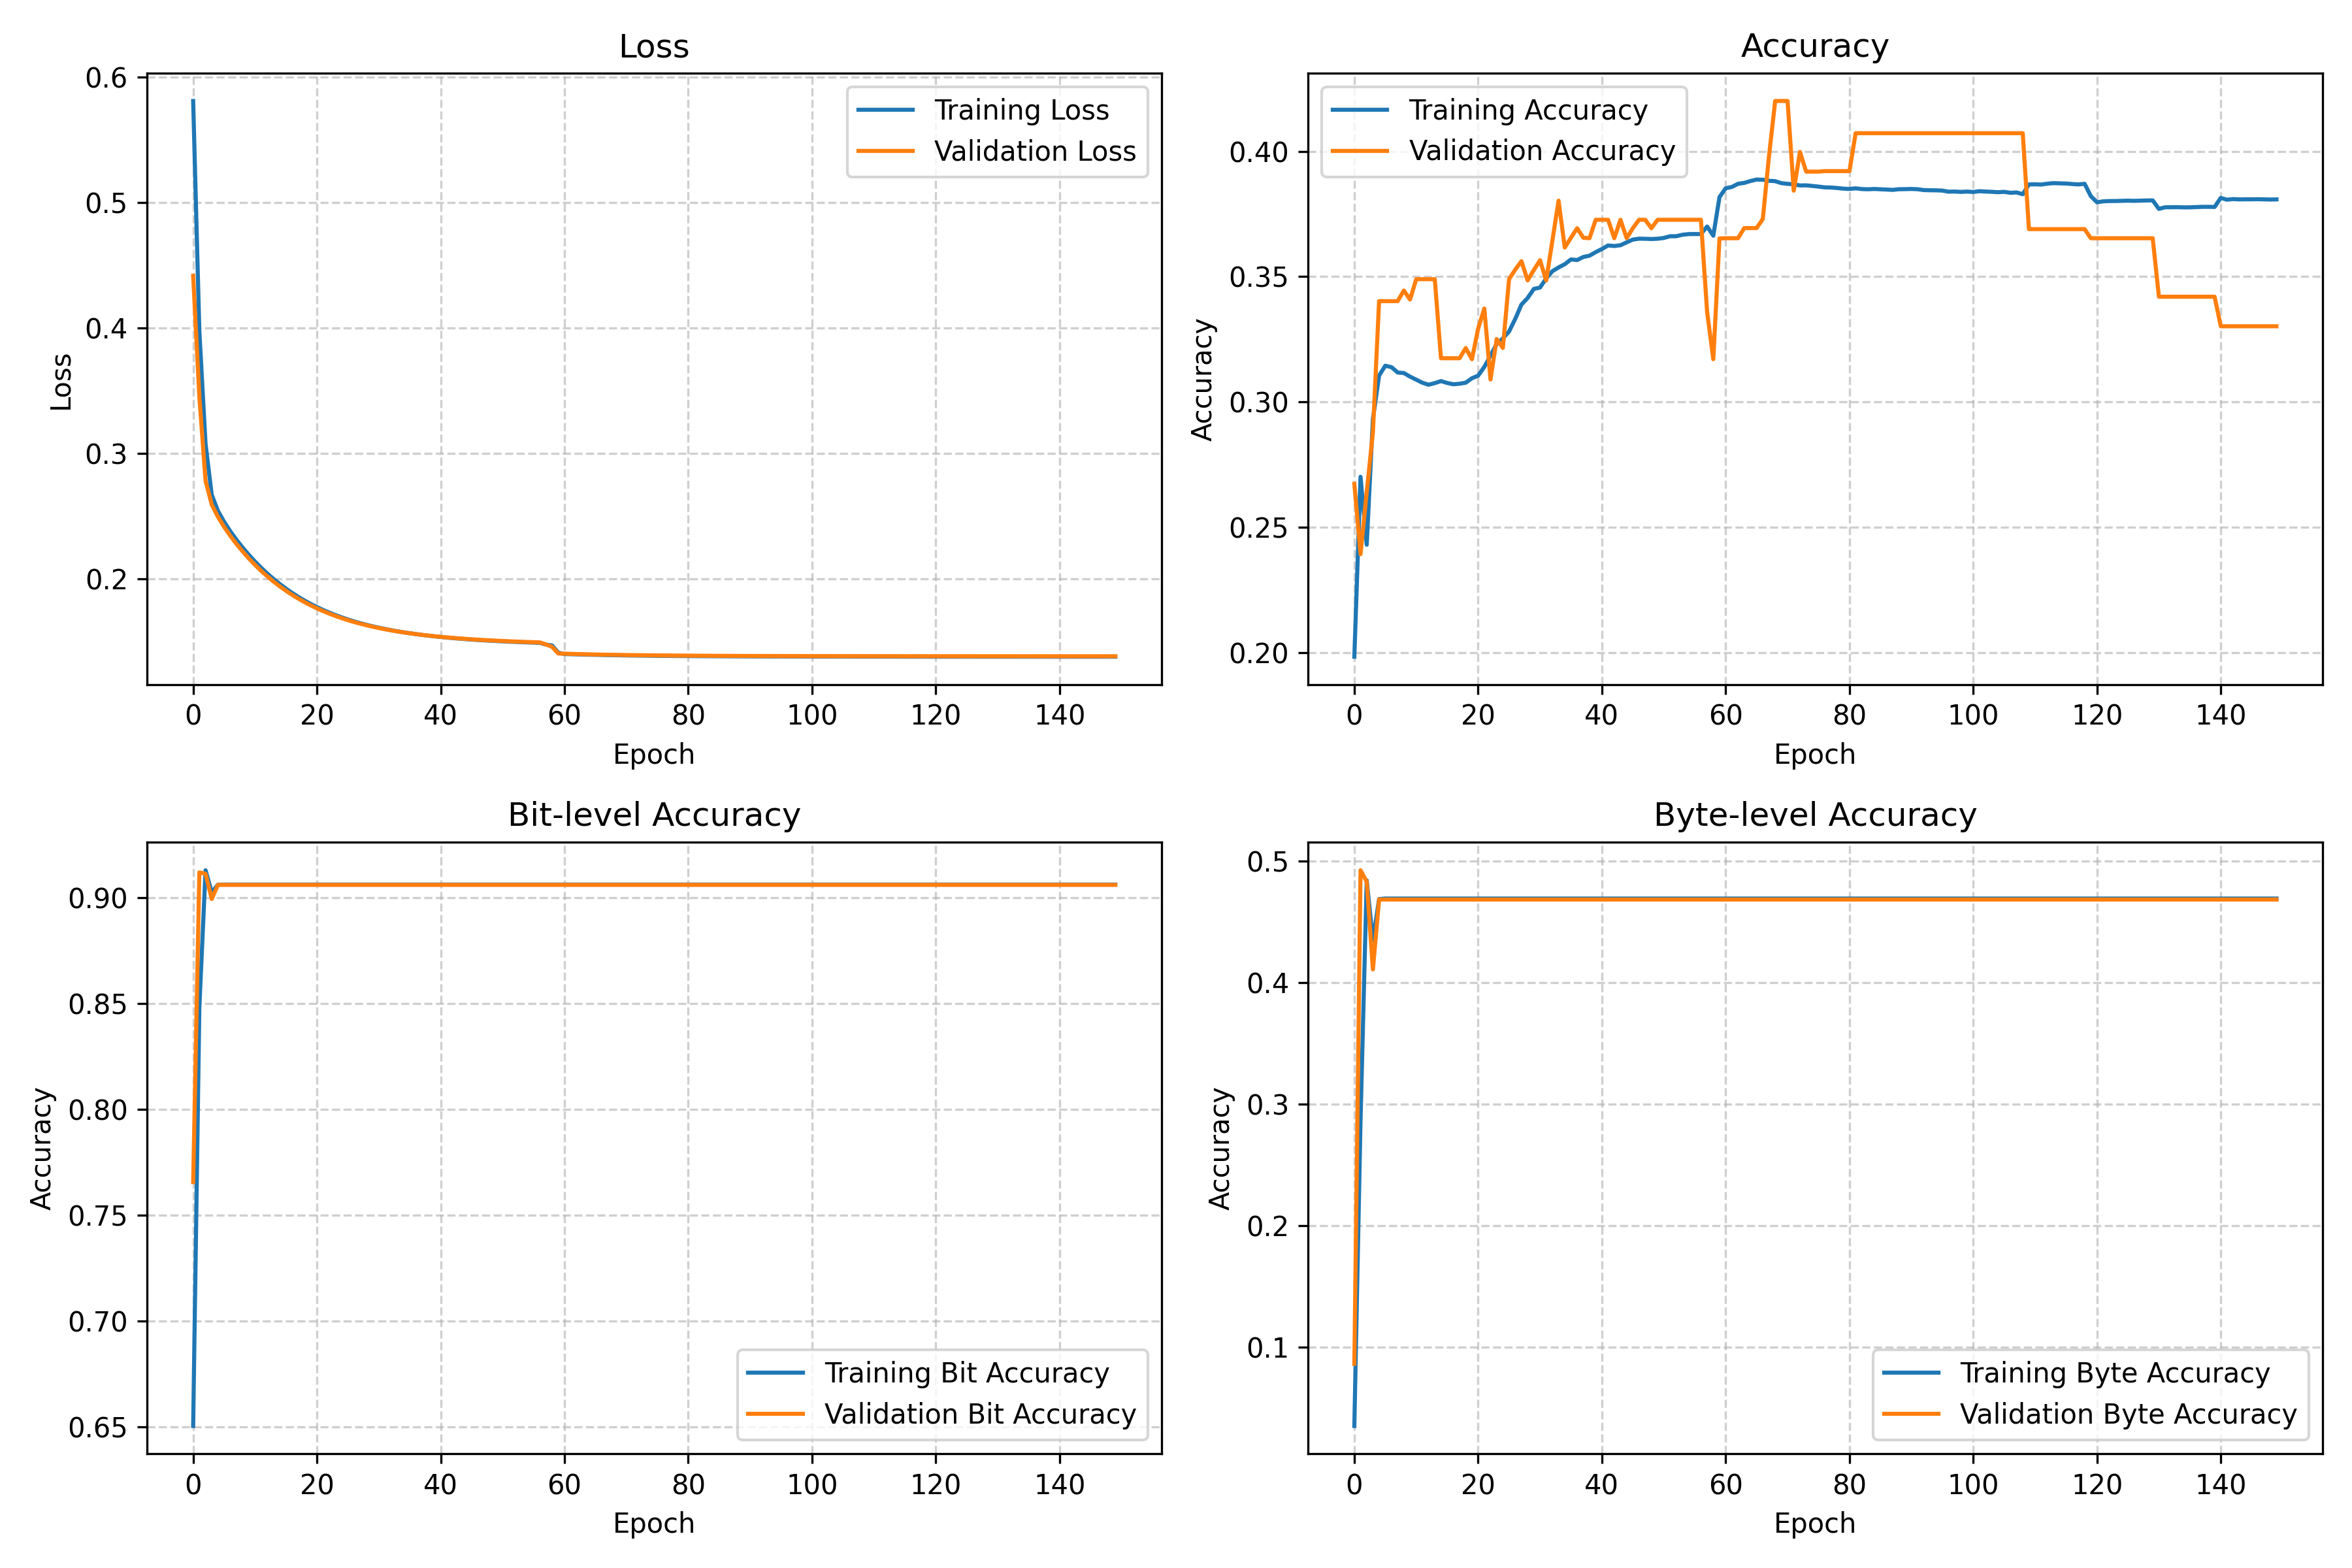 Loss
0.6
0.5
0.4
0.3
0.2
Loss
Training Loss
Validation Loss
0 20 40 60 80 100 120 140
Epoch
Accuracy
0.40
0.35
0.30
0.25
0.20
Accuracy
Training Accuracy
Validation Accuracy
0 20 40 60 80 100 120 140
Epoch
Bit-level Accuracy
0.90
0.85
0.80
0.75
0.70
0.65
Accuracy
Training Bit Accuracy
Validation Bit Accuracy
0 20 40 60 80 100 120 140
Epoch
Byte-level Accuracy
0.5
0.4
0.3
0.2
0.1
Accuracy
Training Byte Accuracy
Validation Byte Accuracy
0 20 40 60 80 100 120 140
Epoch